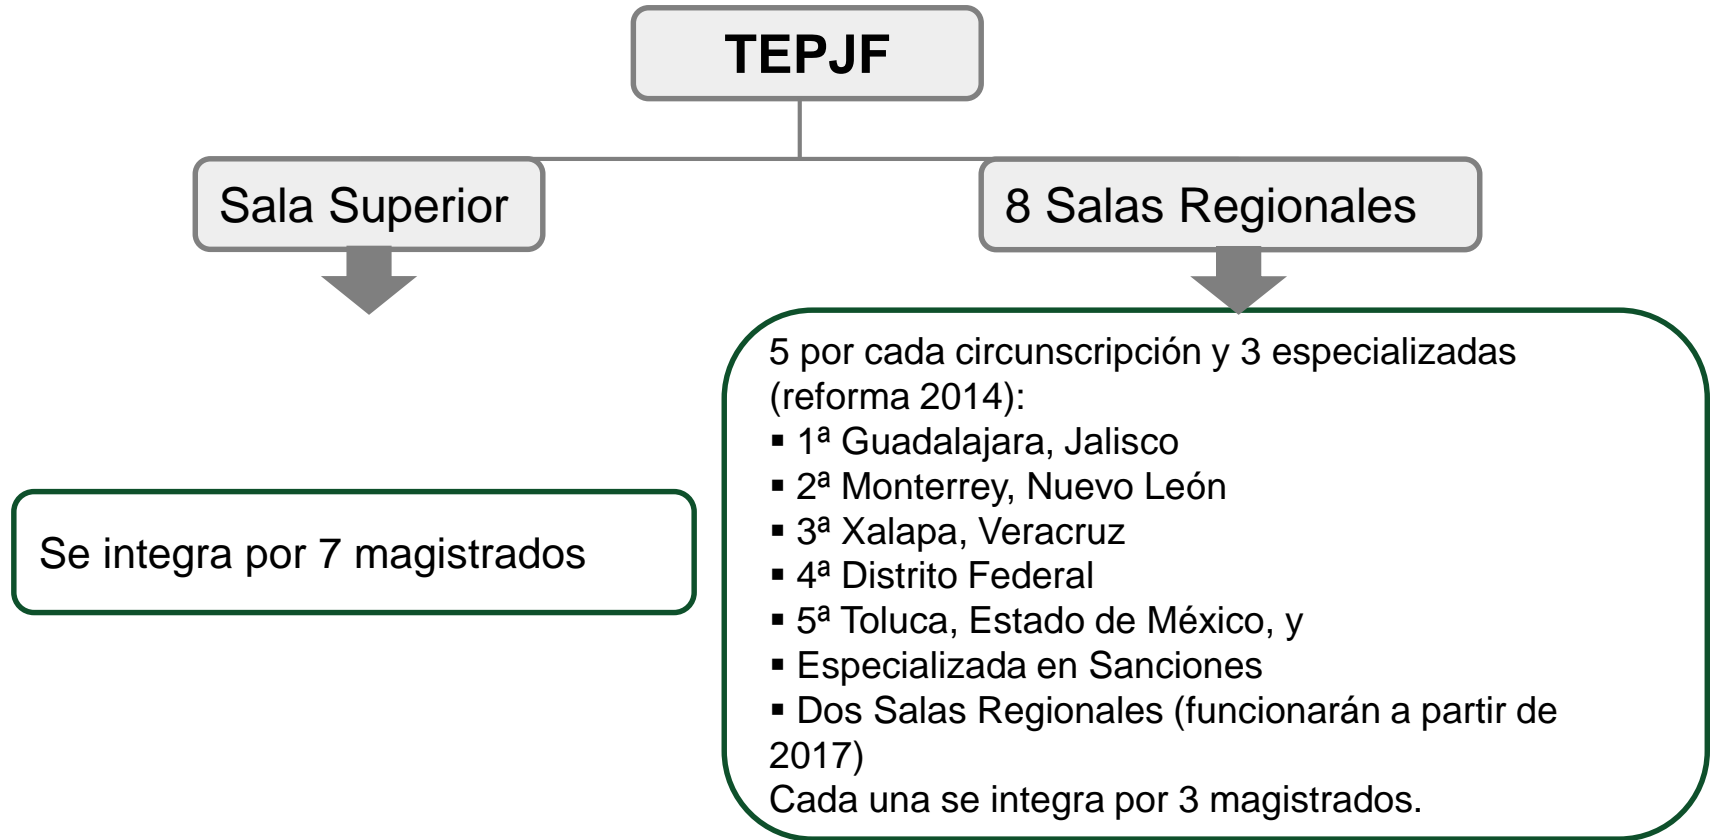 TEPJF
Sala Superior
8 Salas Regionales
Se integra por 7 magistrados
5 por cada circunscripción y 3 especializadas
(reforma 2014):
▪ 1ª Guadalajara, Jalisco
▪ 2ª Monterrey, Nuevo León
▪ 3ª Xalapa, Veracruz
▪ 4ª Distrito Federal
▪ 5ª Toluca, Estado de México, y
▪ Especializada en Sanciones
▪ Dos Salas Regionales (funcionarán a partir de
2017)
Cada una se integra por 3 magistrados.